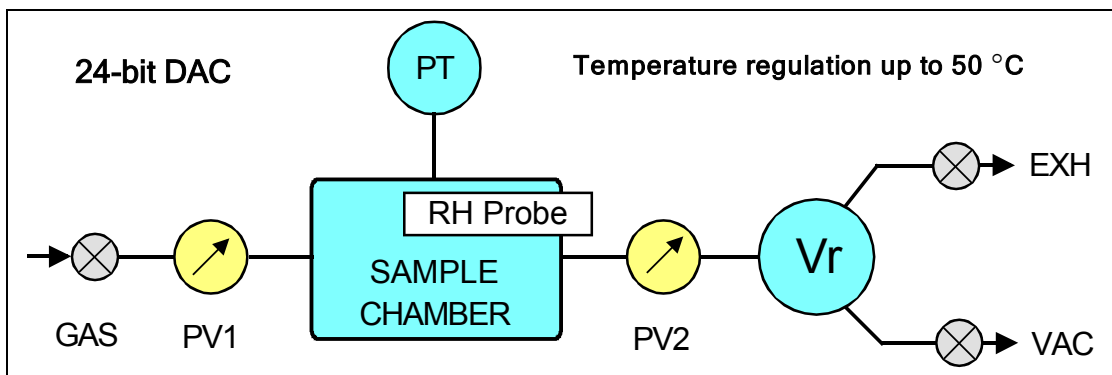 24-bit DAC
PT
Temperature regulation up to 50 °C
EXH
RH Probe
Vr
SAMPLE
CHAMBER
GAS
PV1
PV2
VAC